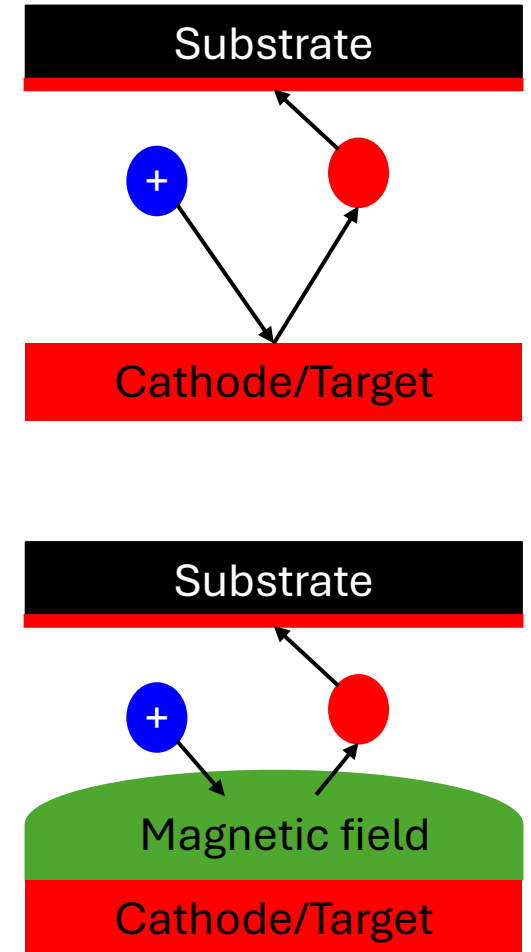 Substrate
+
Cathode/Target
Substrate
+
Magnetic field
Cathode/Target